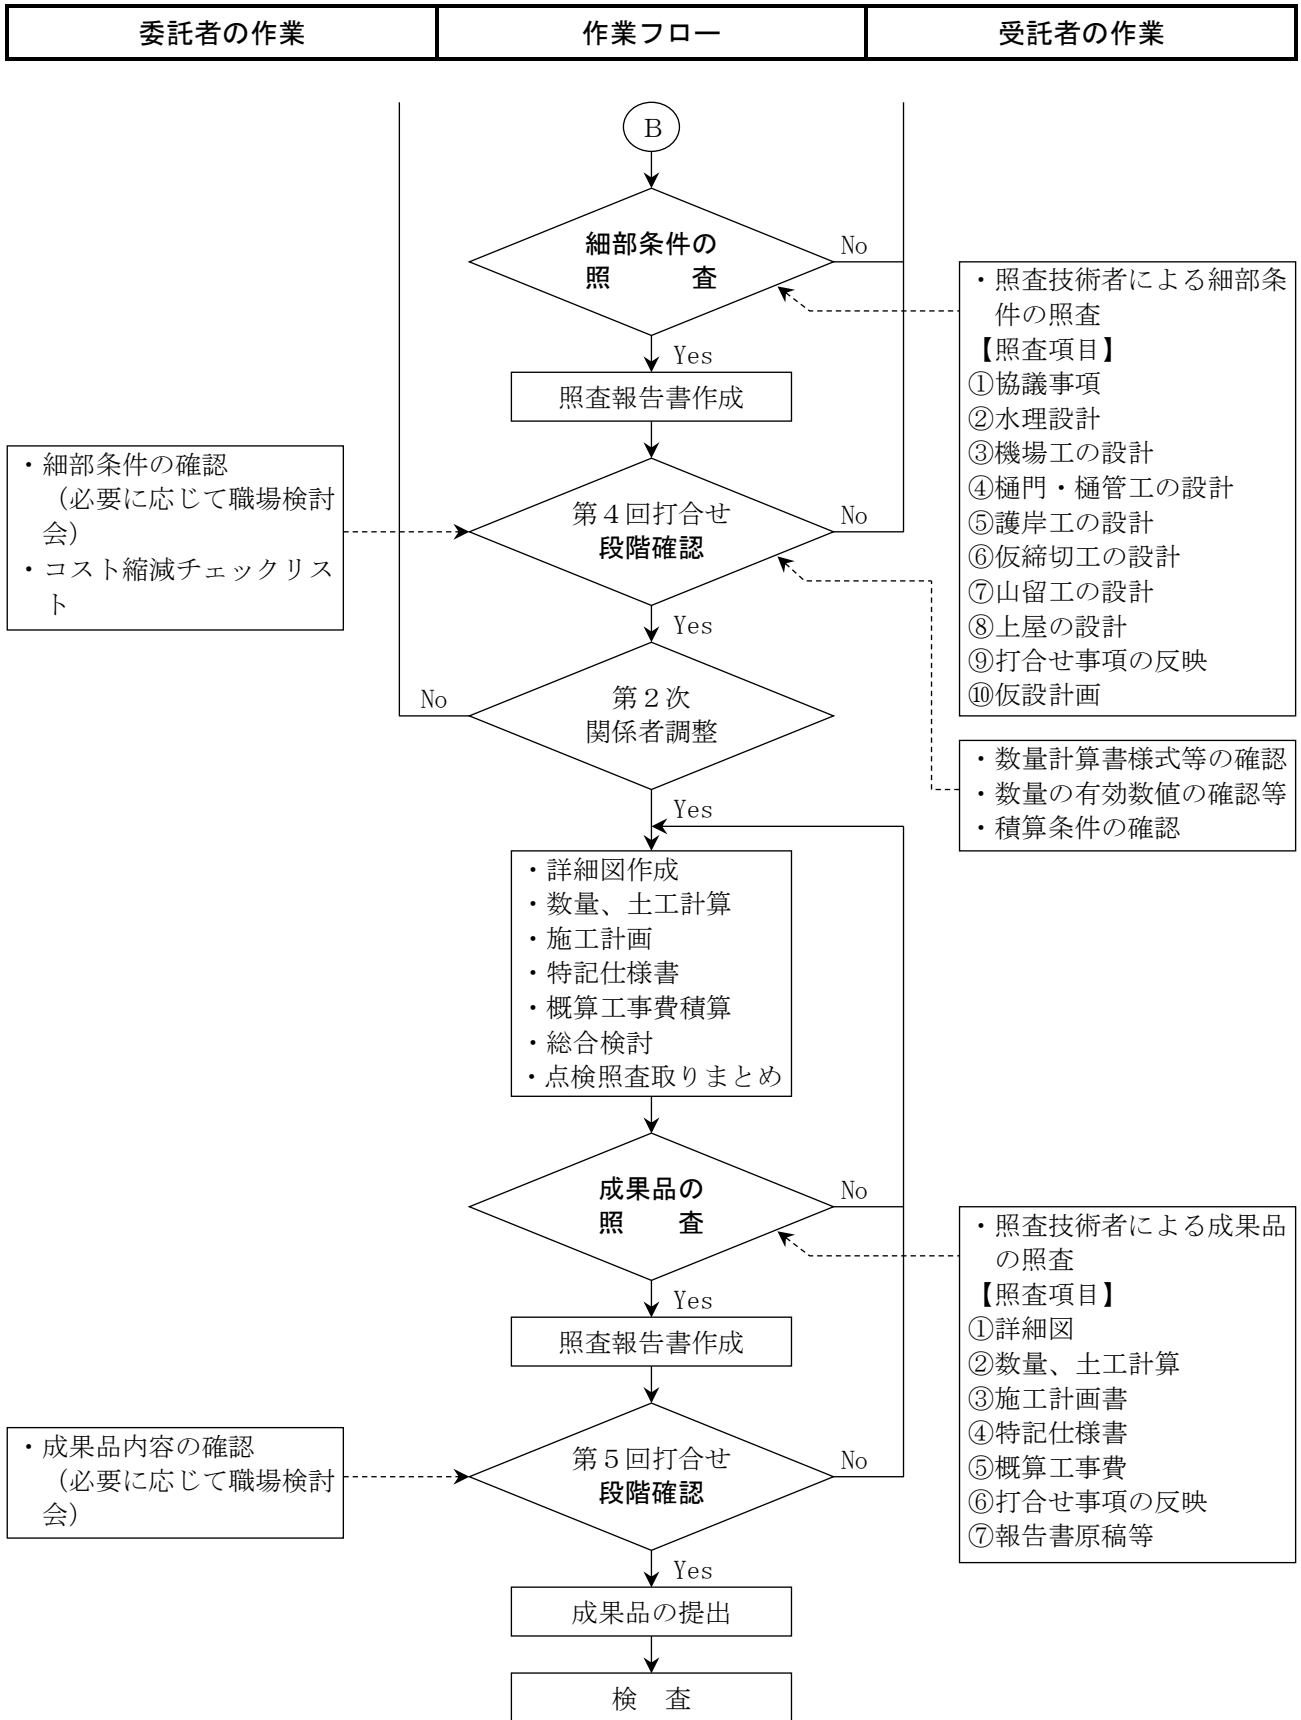 委託者の作業
作業フロー
受託者の作業
B
細部条件の
照　　　査
No
・照査技術者による細部条
件の照査
【照査項目】
①協議事項
②水理設計
③機場工の設計
④樋門・樋管工の設計
⑤護岸工の設計
⑥仮締切工の設計
⑦山留工の設計
⑧上屋の設計
⑨打合せ事項の反映
⑩仮設計画
Yes
照査報告書作成
・細部条件の確認
（必要に応じて職場検討
会）
・コスト縮減チェックリス
ト
第４回打合せ
段階確認
No
Yes
No
第２次
関係者調整
・数量計算書様式等の確認
・数量の有効数値の確認等
・積算条件の確認
Yes
・詳細図作成
・数量、土工計算
・施工計画
・特記仕様書
・概算工事費積算
・総合検討
・点検照査取りまとめ
成果品の
照　　査
No
・照査技術者による成果品
の照査
【照査項目】
①詳細図
②数量、土工計算
③施工計画書
④特記仕様書
⑤概算工事費
⑥打合せ事項の反映
⑦報告書原稿等
Yes
照査報告書作成
・成果品内容の確認
（必要に応じて職場検討
会）
第５回打合せ
段階確認
No
Yes
成果品の提出
検　査